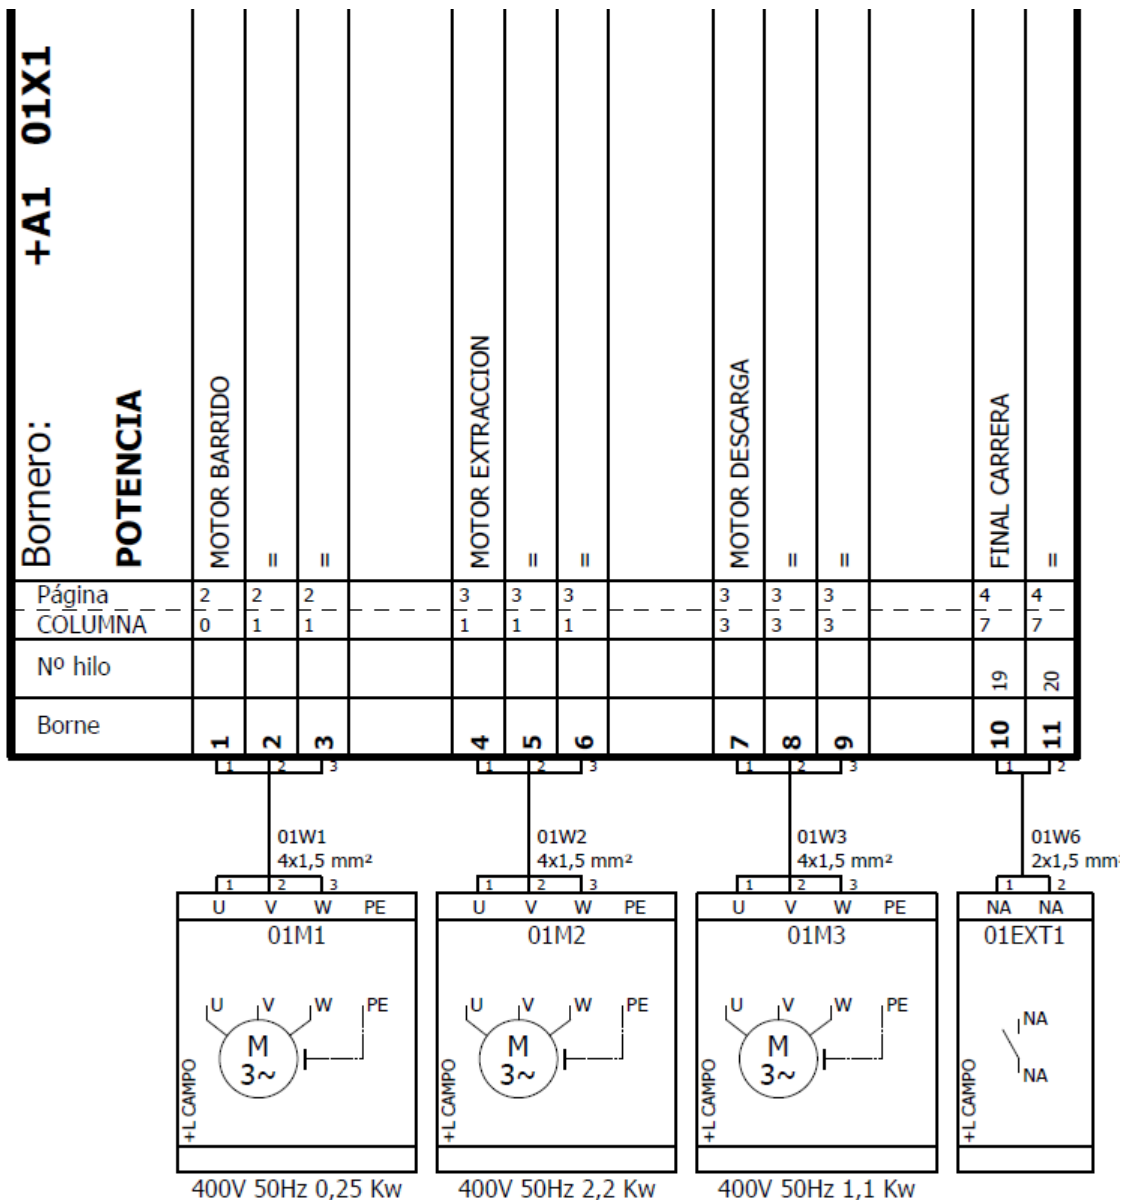 Bornero: +A1 01X1
POTENCIA
MOTOR BARRIDO = = MOTOR EXTRACCION = = MOTOR DESCARGA = = FINAL CARRERA =
Página 2 2 2 3 3 3 3 3 3 4 4
COLUMNA 0 1 1 1 1 1 3 3 3 7 7
Nº hilo 19 20
Borne 1 2 3 4 5 6 7 8 9 10 11
1 2 3 1 2 3 1 2 3 1 2
01W1 01W2 01W3 01W6
4x1,5 mm² 4x1,5 mm² 4x1,5 mm² 2x1,5 mm
1 2 3 1 2 3 1 2 3 1 2
U V W PE U V W PE U V W PE NA NA
01M1 01M2 01M3 01EXT1
U V W PE U V W PE U V W PE NA
M M M
3~ 3~ 3~ NA
+L CAMPO +L CAMPO +L CAMPO +L CAMPO
400V 50Hz 0,25 Kw 400V 50Hz 2,2 Kw 400V 50Hz 1,1 Kw